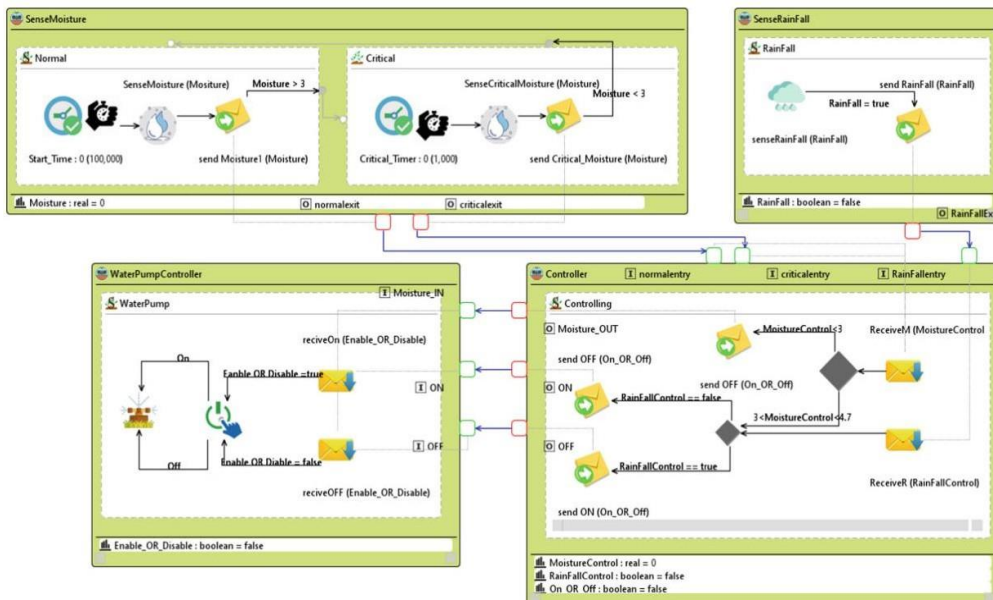 SenseMoisture
Normal
SenseMoisture (Mositure)
Moisture > 3
Start_Time : 0 (100,000)
send Moisture1 (Moisture)
Critical
SenseCriticalMoisture (Moisture)
Moisture < 3
Critical_Timer : 0 (1,000)
send Critical_Moisture (Moisture)
Moisture : real = 0
O normalexit
O criticalexit
SenseRainFall
RainFall
send RainFall (RainFall)
RainFall = true
senseRainFall (RainFall)
RainFall : boolean = false
O RainFallEx
WaterPumpController
WaterPump
I Moisture_IN
reciveOn (Enable_OR_Disable)
On
Eanble OR Disable =true
I ON
Off
Enable OR Diable = false
I OFF
reciveOFF (Enable_OR_Disable)
Enable_OR_Disable : boolean = false
Controller
I normalentry
I criticalentry
I RainFallentry
Controlling
O Moisture_OUT
MoistureControl<3
ReceiveM (MoistureControl
send OFF (On_OR_Off)
send OFF (On_OR_Off)
O ON
RainFallControl == false
3 <MoistureControl<4.7
O OFF
RainFallControl == true
ReceiveR (RainFallControl)
send ON (On_OR_Off)
MoistureControl : real = 0
RainFallControl : boolean = false
On_OR_Off : boolean = false